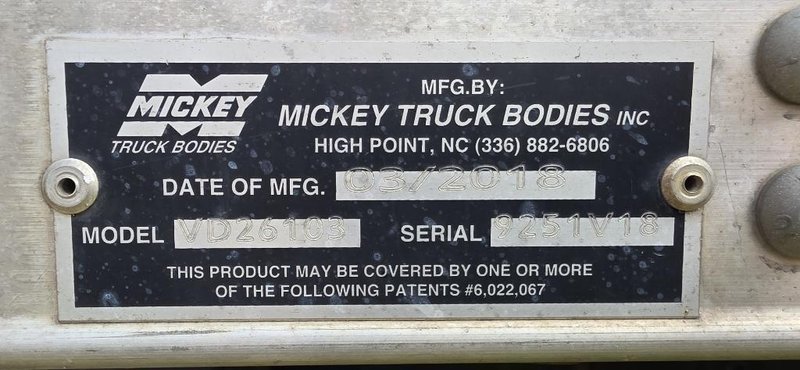 MICKEY
TRUCK BODIES
MFG.BY:
MICKEY TRUCK BODIES INC
HIGH POINT, NC (336) 882-6806
DATE OF MFG. 03/2018
MODEL VD26103 SERIAL 9251V18
THIS PRODUCT MAY BE COVERED BY ONE OR MORE
OF THE FOLLOWING PATENTS #6,022,067